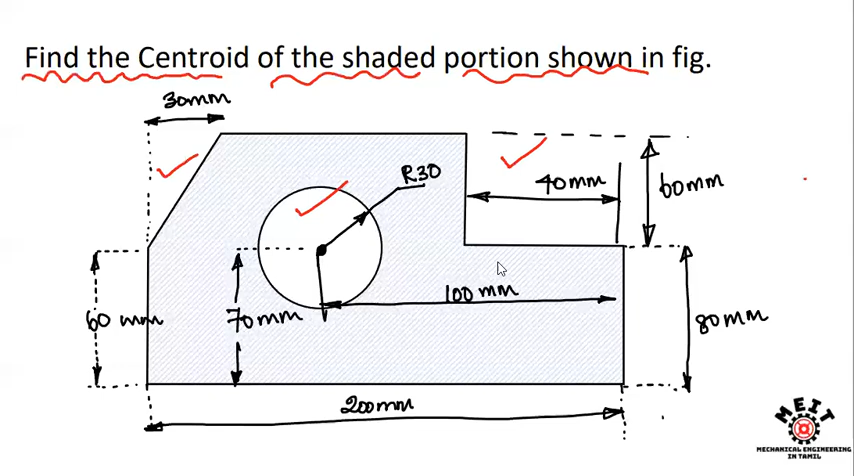 Find the Centroid of the shaded portion shown in fig.
30mm
R30
40mm
60mm
100 mm
60 mm
70mm
80mm
200mm
MEIT
MECHANICAL ENGINEERING
IN TAMIL